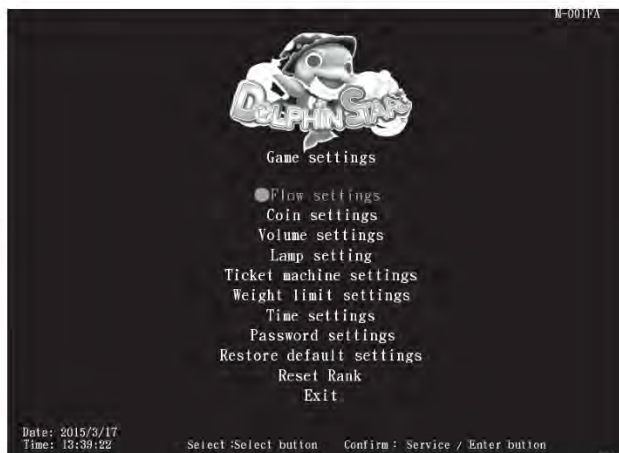 M-001FA
DOLPHIN STAR
Game settings
Flow settings
Coin settings
Volume settings
Lamp setting
Ticket machine settings
Weight limit settings
Time settings
Password settings
Restore default settings
Reset Rank
Exit
Date: 2015/3/17
Time: 13:39:22
Select :Select button Confirm : Service / Enter button